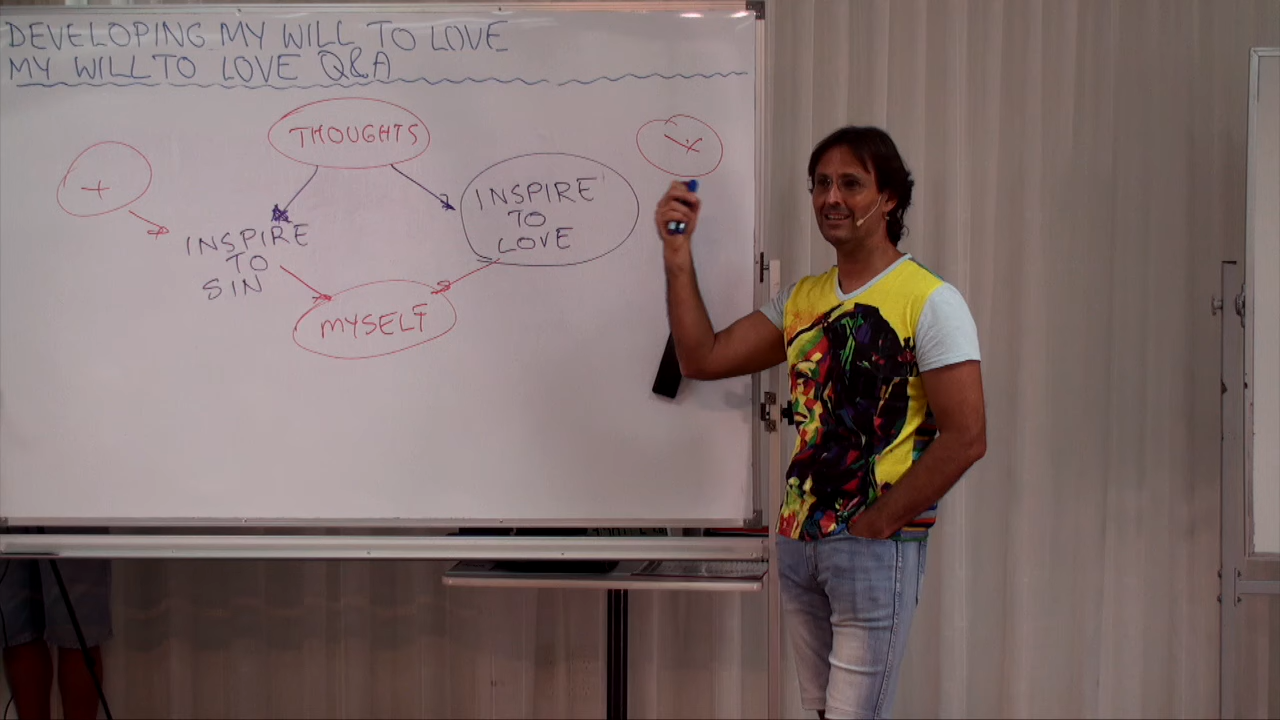 DEVELOPING MY WILL TO LOVE
MY WILL TO LOVE Q&A
THOUGHTS
INSPIRE
TO
SIN
INSPIRE
TO
LOVE
MYSELF